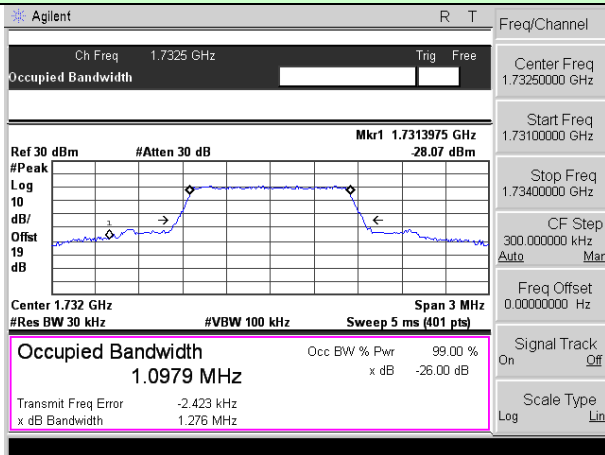 Agilent R T
Freq/Channel
Ch Freq 1.7325 GHz Trig Free
Occupied Bandwidth
Center Freq
1.73250000 GHz
Start Freq
1.73100000 GHz
Mkr1 1.7313975 GHz
Ref 30 dBm #Atten 30 dB -28.07 dBm
#Peak
Log
10
dB/
Offst
19
dB
1
Stop Freq
1.73400000 GHz
CF Step
300.000000 kHz
Auto Man
Freq Offset
0.00000000 Hz
Center 1.732 GHz Span 3 MHz
#Res BW 30 kHz #VBW 100 kHz Sweep 5 ms (401 pts)
Signal Track
On Off
Occupied Bandwidth Occ BW % Pwr 99.00 %
1.0979 MHz x dB -26.00 dB
Transmit Freq Error -2.423 kHz
x dB Bandwidth 1.276 MHz
Scale Type
Log Lin